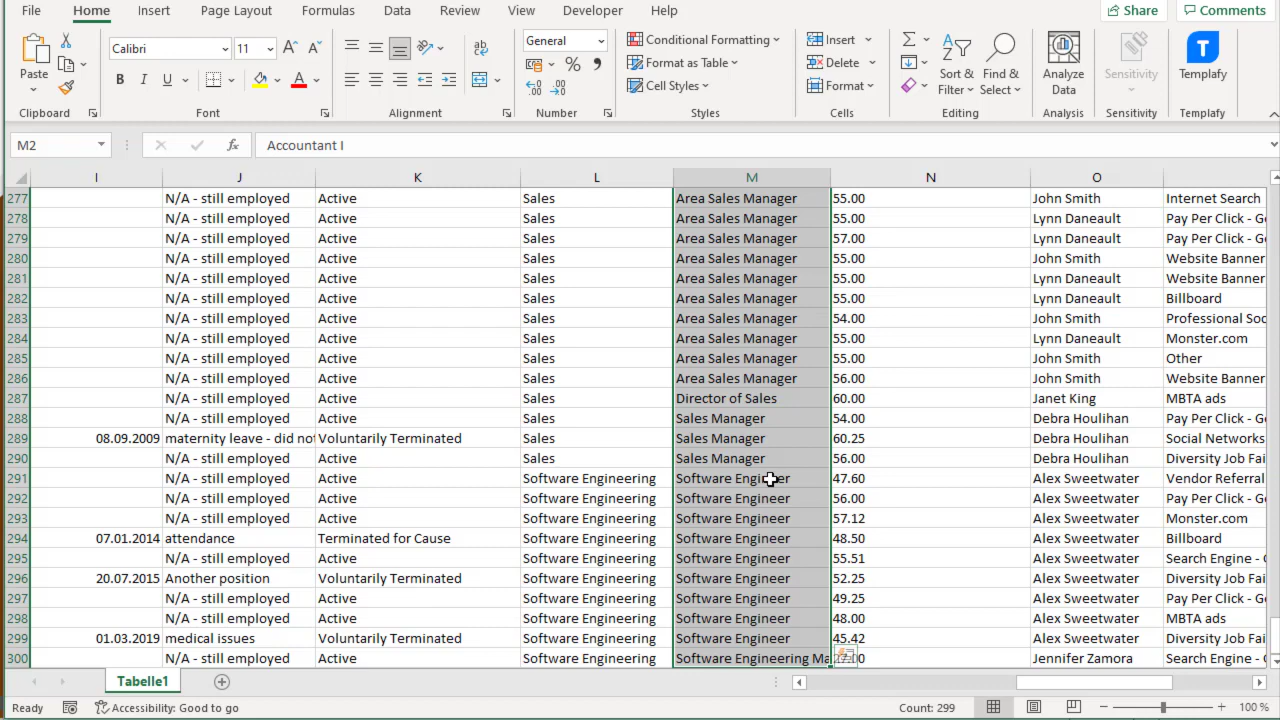 File Home Insert Page Layout Formulas Data Review View Developer Help Share Comments
Calibri 11 General Conditional Formatting Insert
Paste Format as Table Delete Sort & Filter Find & Select Analyze Data Sensitivity Templafy
B I U Cell Styles Format
Clipboard Font Alignment Number Styles Cells Editing Analysis Sensitivity Templafy
M2 fx Accountant I
I J K L M N O
277 N/A - still employed Active Sales Area Sales Manager 55.00 John Smith Internet Search
278 N/A - still employed Active Sales Area Sales Manager 55.00 Lynn Daneault Pay Per Click - Go
279 N/A - still employed Active Sales Area Sales Manager 57.00 Lynn Daneault Pay Per Click - Go
280 N/A - still employed Active Sales Area Sales Manager 55.00 John Smith Website Banner
281 N/A - still employed Active Sales Area Sales Manager 55.00 Lynn Daneault Website Banner
282 N/A - still employed Active Sales Area Sales Manager 55.00 Lynn Daneault Billboard
283 N/A - still employed Active Sales Area Sales Manager 54.00 John Smith Professional Soc
284 N/A - still employed Active Sales Area Sales Manager 55.00 Lynn Daneault Monster.com
285 N/A - still employed Active Sales Area Sales Manager 55.00 John Smith Other
286 N/A - still employed Active Sales Area Sales Manager 56.00 John Smith Website Banner
287 N/A - still employed Active Sales Director of Sales 60.00 Janet King MBTA ads
288 N/A - still employed Active Sales Sales Manager 54.00 Debra Houlihan Pay Per Click - Go
289 08.09.2009 maternity leave - did not Voluntarily Terminated Sales Sales Manager 60.25 Debra Houlihan Social Networks
290 N/A - still employed Active Sales Sales Manager 56.00 Debra Houlihan Diversity Job Fai
291 N/A - still employed Active Software Engineering Software Engineer 47.60 Alex Sweetwater Vendor Referral
292 N/A - still employed Active Software Engineering Software Engineer 56.00 Alex Sweetwater Pay Per Click - Go
293 N/A - still employed Active Software Engineering Software Engineer 57.12 Alex Sweetwater Monster.com
294 07.01.2014 attendance Terminated for Cause Software Engineering Software Engineer 48.50 Alex Sweetwater Billboard
295 N/A - still employed Active Software Engineering Software Engineer 55.51 Alex Sweetwater Search Engine - G
296 20.07.2015 Another position Voluntarily Terminated Software Engineering Software Engineer 52.25 Alex Sweetwater Diversity Job Fai
297 N/A - still employed Active Software Engineering Software Engineer 49.25 Alex Sweetwater Pay Per Click - Go
298 N/A - still employed Active Software Engineering Software Engineer 48.00 Alex Sweetwater MBTA ads
299 01.03.2019 medical issues Voluntarily Terminated Software Engineering Software Engineer 45.42 Alex Sweetwater Diversity Job Fai
300 N/A - still employed Active Software Engineering Software Engineering Ma Jennifer Zamora Search Engine - G
Tabelle1
Ready Accessibility: Good to go Count: 299 100 %